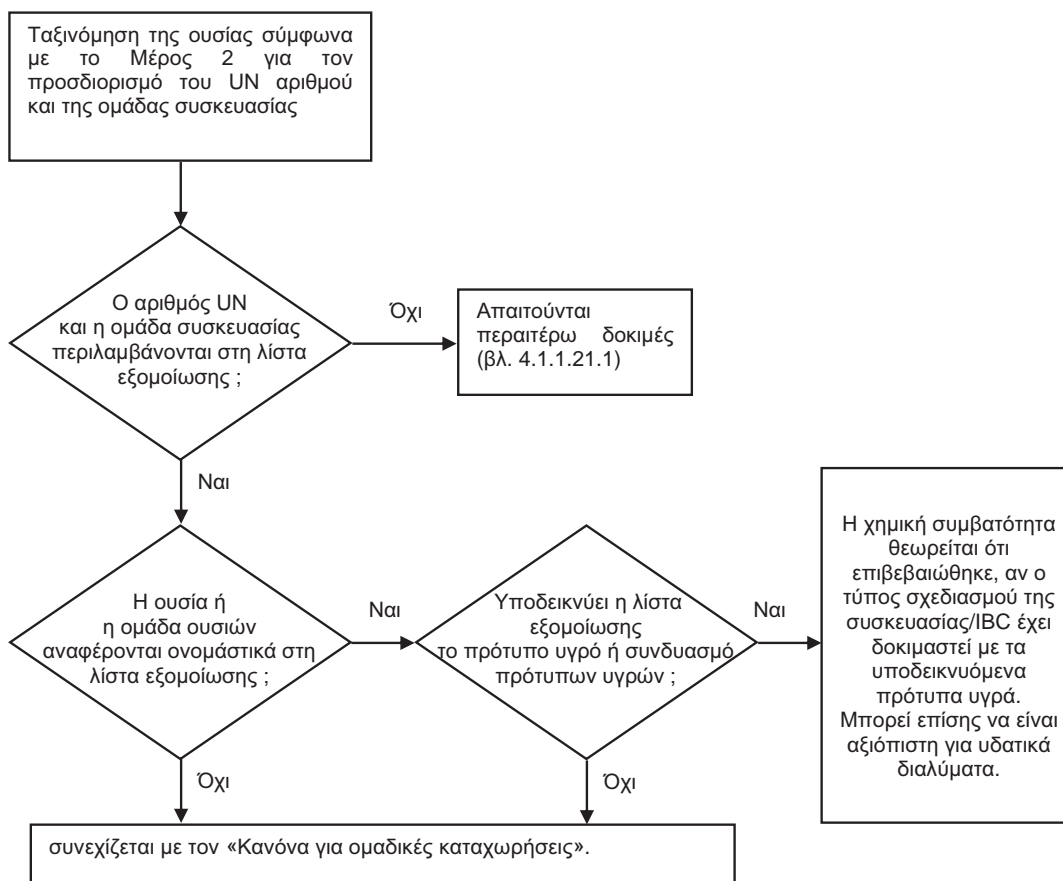 Ταξινόμηση της ουσίας σύμφωνα
με το Μέρος 2 για τον
προσδιορισμό του UN αριθμού
και της ομάδας συσκευασίας
Ο αριθμός UN
και η ομάδα συσκευασίας
περιλαμβάνονται στη λίστα
εξομοίωσης ;
Όχι
Απαιτούνται
περαιτέρω δοκιμές
(βλ. 4.1.1.21.1)
Ναι
Η ουσία ή
η ομάδα ουσιών
αναφέρονται ονομάστικά στη
λίστα εξομοίωσης ;
Ναι
Υποδεικνύει η λίστα
εξομοίωσης
το πρότυπο υγρό ή συνδυασμό
πρότυπων υγρών ;
Ναι
Η χημική συμβατότητα
θεωρείται ότι
επιβεβαιώθηκε, αν ο
τύπος σχεδιασμού της
συσκευασίας/IBC έχει
δοκιμαστεί με τα
υποδεικνυόμενα
πρότυπα υγρά.
Μπορεί επίσης να είναι
αξιόπιστη για υδατικά
διαλύματα.
Όχι
Όχι
συνεχίζεται με τον «Κανόνα για ομαδικές καταχωρήσεις».